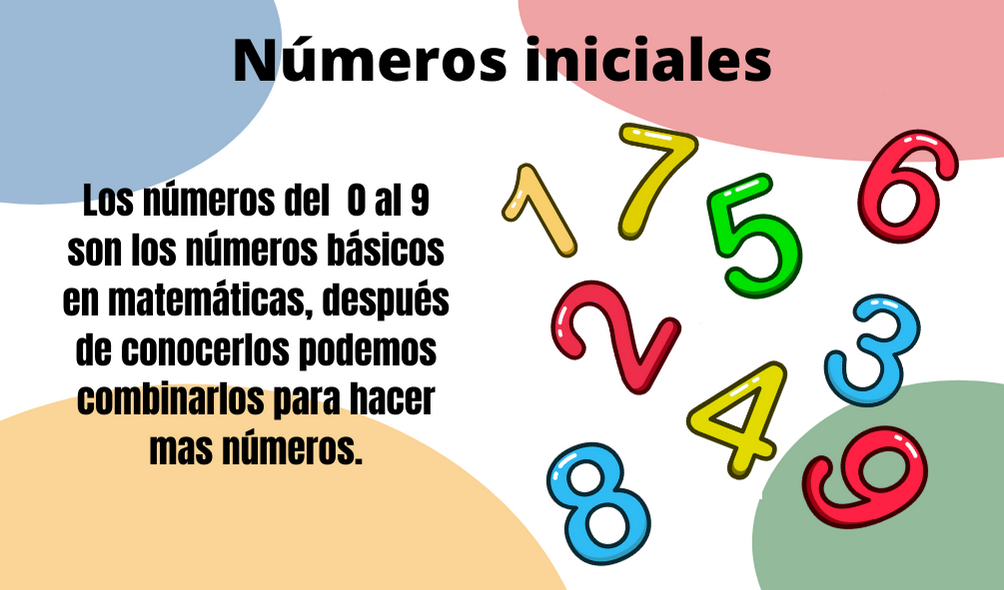 Números iniciales
Los números del 0 al 9
son los números básicos
en matemáticas, después
de conocerlos podemos
combinarlos para hacer
mas números.
1 7 5 6
2 3
4
8 9